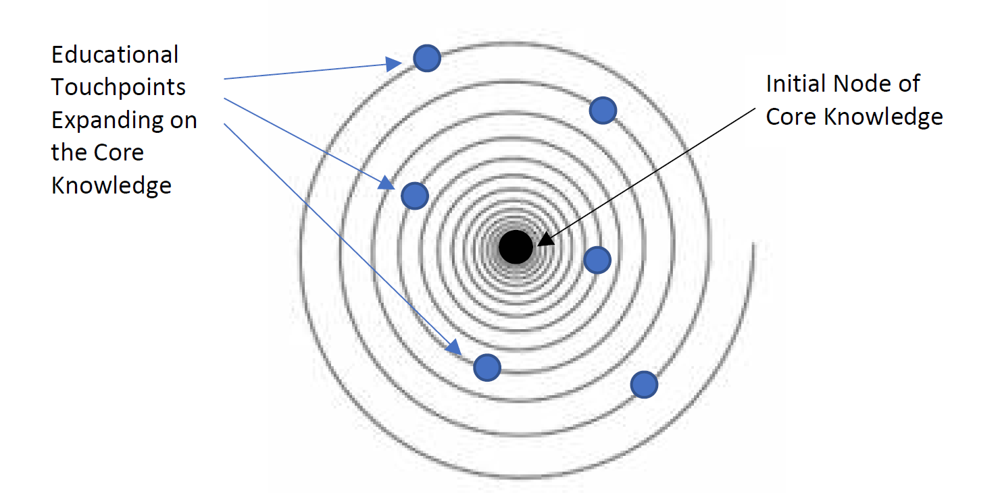 Educational
Touchpoints
Expanding on
the Core
Knowledge
Initial Node of
Core Knowledge